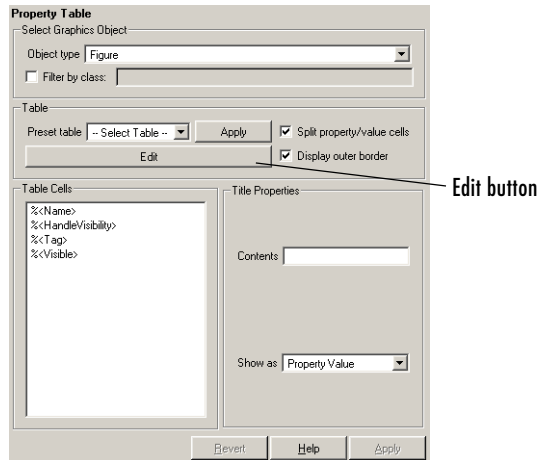 Property Table
Select Graphics Object
Object type Figure
Filter by class:
Table
Preset table -- Select Table -- Apply Split property/value cells
Edit Display outer border
Edit button
Table Cells
%<Name>
%<HandleVisibility>
%<Tag>
%<Visible>
Title Properties
Contents
Show as Property Value
Revert Help Apply